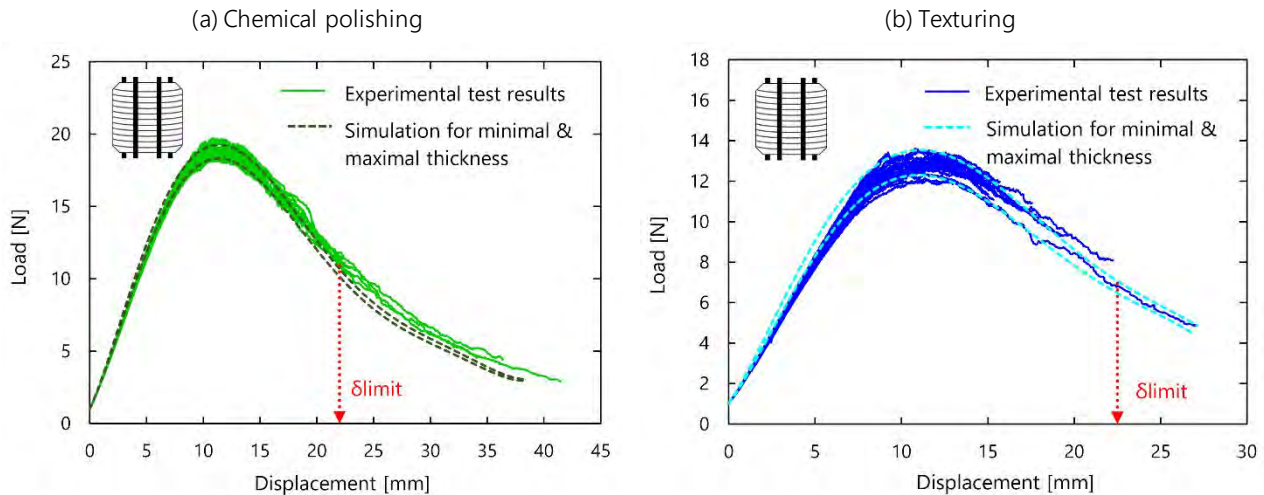 (a) Chemical polishing
25
20
15
10
5
0
Load [N]
Experimental test results
Simulation for minimal &
maximal thickness
δlimit
0 5 10 15 20 25 30 35 40 45
Displacement [mm]
(b) Texturing
18
16
14
12
10
8
6
4
2
0
Load [N]
Experimental test results
Simulation for minimal &
maximal thickness
δlimit
0 5 10 15 20 25 30
Displacement [mm]